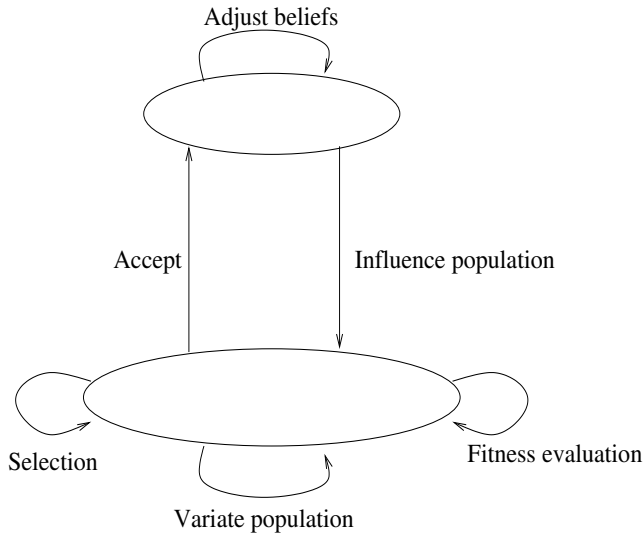 Adjust beliefs
Accept
Influence population
Selection
Fitness evaluation
Variate population